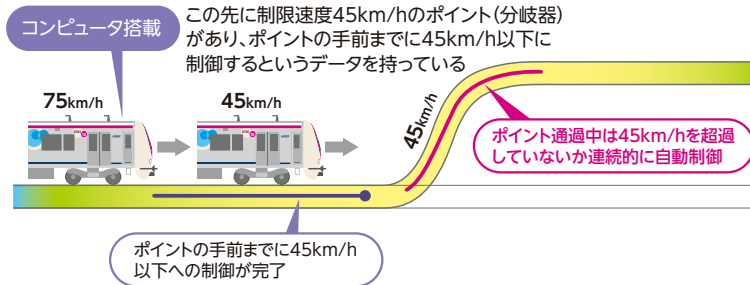 コンピュータ搭載
この先に制限速度45km/hのポイント(分岐器)
があり、ポイントの手前までに45km/h以下に
制御するというデータを持っている
75km/h
45km/h
45km/h
ポイント通過中は45km/hを超過
していないか連続的に自動制御
ポイントの手前までに45km/h
以下への制御が完了